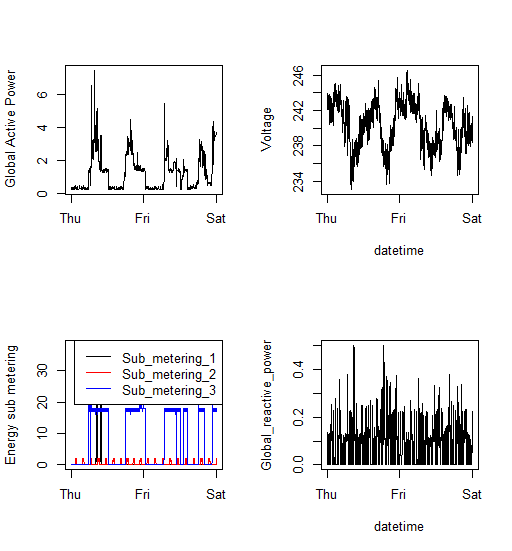 Global Active Power
0 2 4 6
Thu Fri Sat
Voltage
234 238 242 246
Thu Fri Sat
datetime
Energy sub metering
0 10 20 30
Sub_metering_1
Sub_metering_2
Sub_metering_3
Thu Fri Sat
Global_reactive_power
0.0 0.2 0.4
Thu Fri Sat
datetime